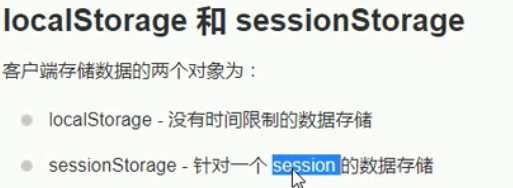 localStorage 和 sessionStorage
客户端存储数据的两个对象为：
localStorage - 没有时间限制的数据存储
sessionStorage - 针对一个 session 的数据存储